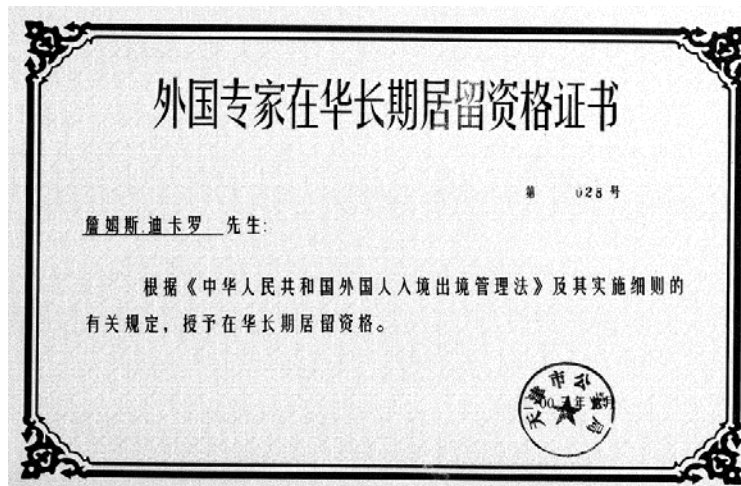 外国专家在华长期居留资格证书
第 028 号
詹姆斯.迪卡罗 先生:
根据《中华人民共和国外国人入境出境管理法》及其实施细则的
有关规定，授予在华长期居留资格。
天津市公安局